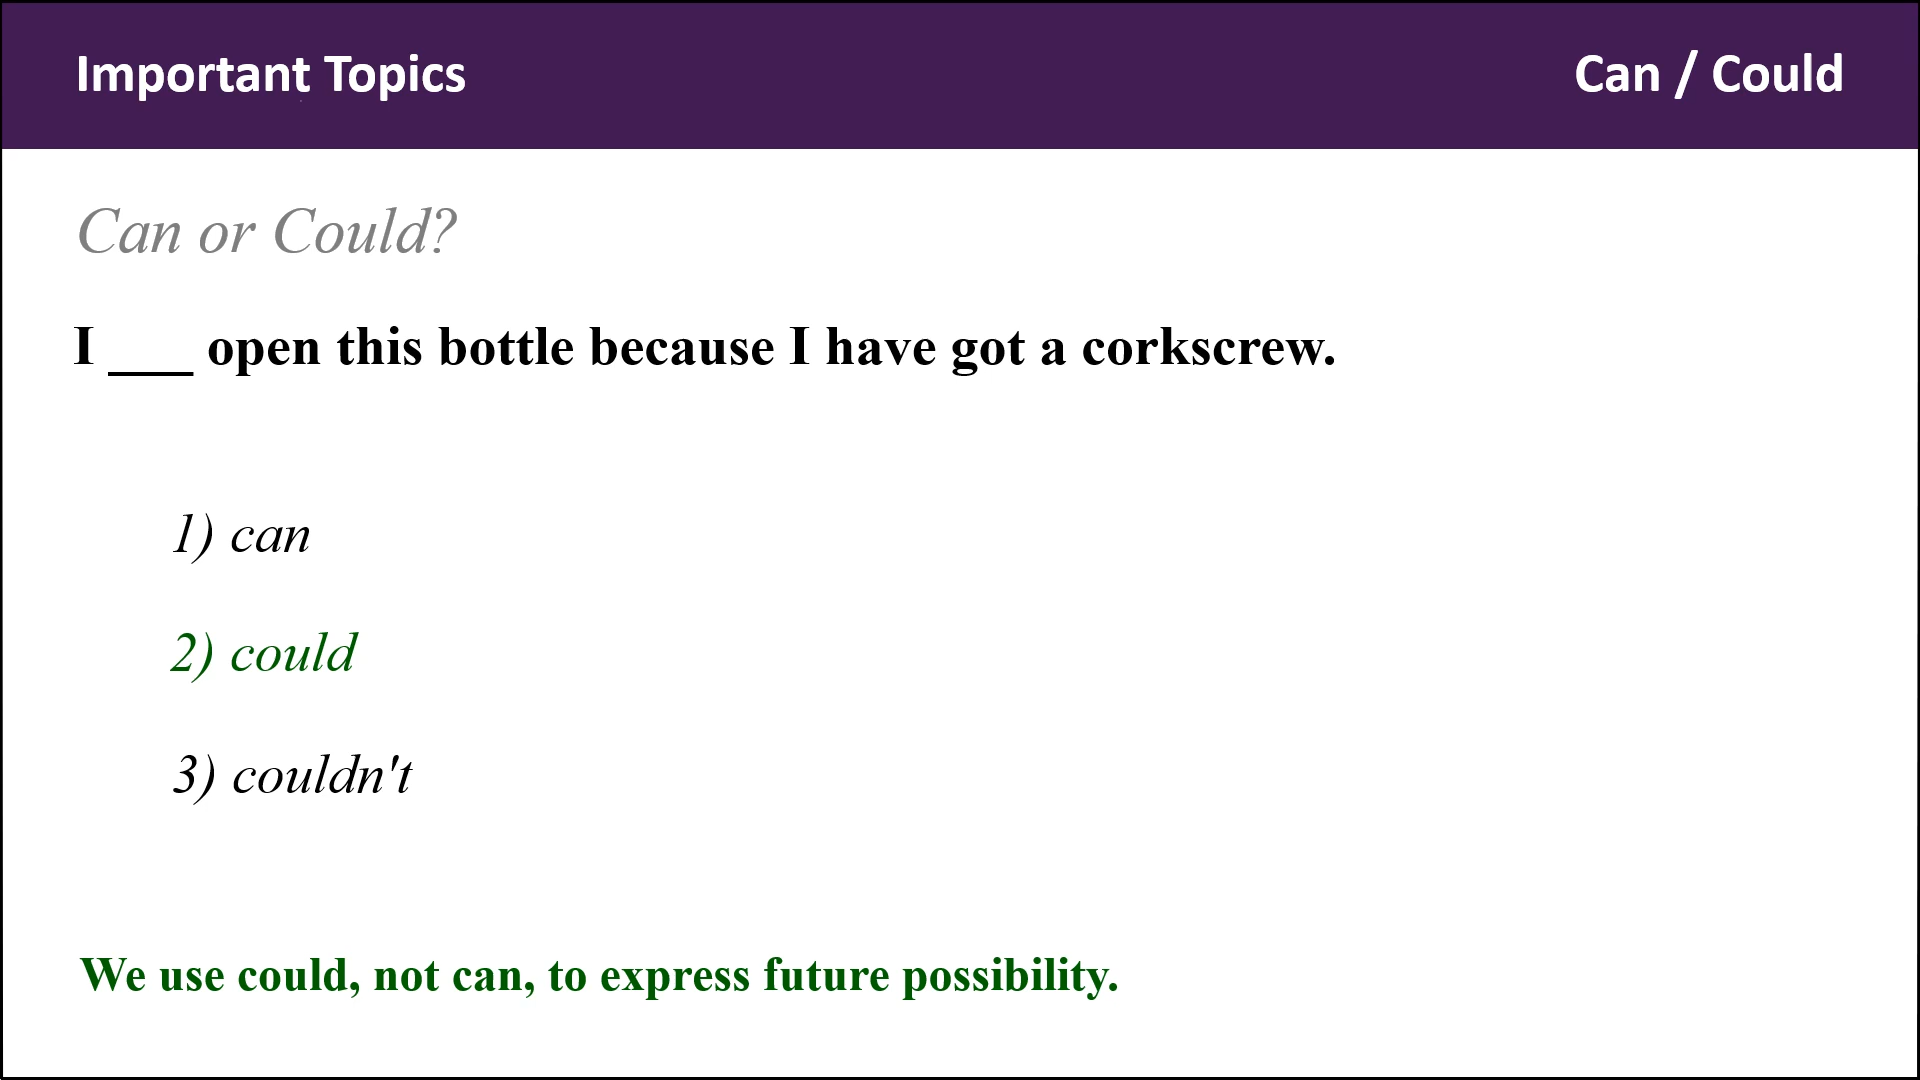 Important Topics
Can / Could
Can or Could?
I ___ open this bottle because I have got a corkscrew.
1) can
2) could
3) couldn't
We use could, not can, to express future possibility.